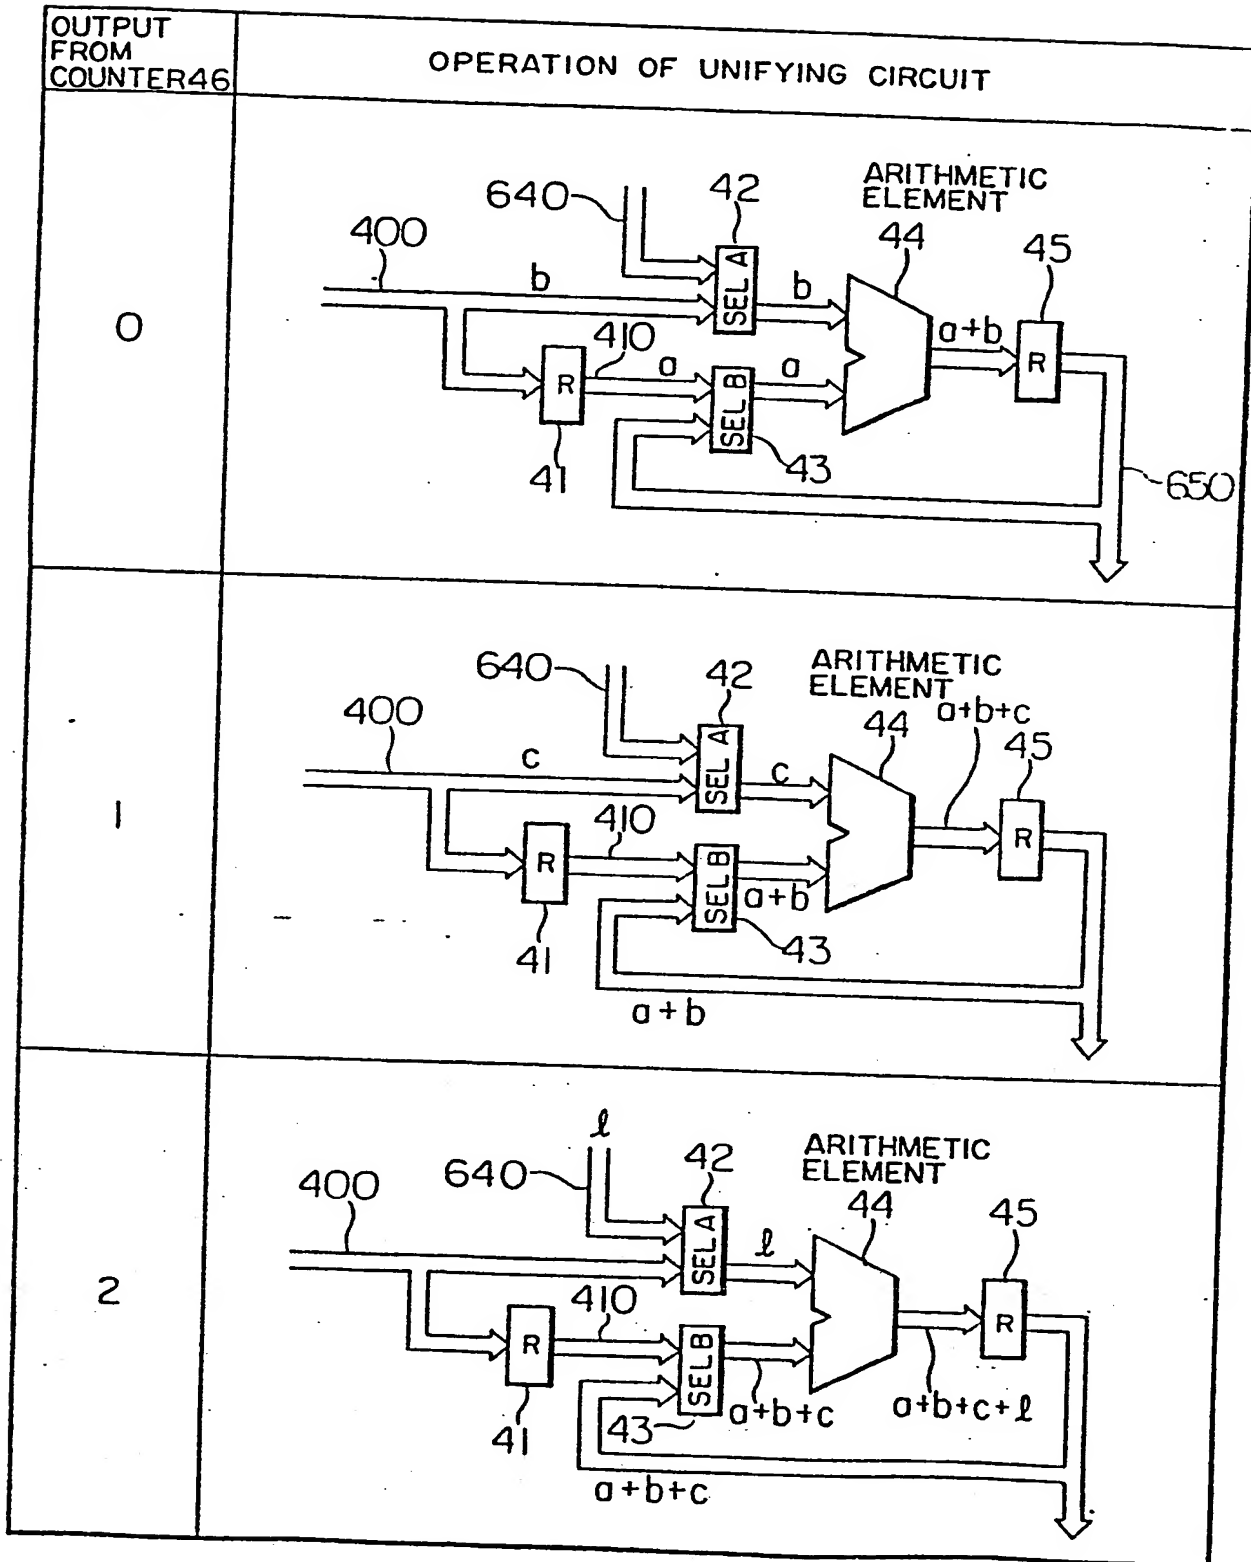 OUTPUT
FROM
COUNTER46
OPERATION OF UNIFYING CIRCUIT
0
640
42
ARITHMETIC
ELEMENT
400
44
45
b
SEL A
b
a+b
R
410
a
a
R
SEL B
41
43
650
1
640
42
ARITHMETIC
ELEMENT
a+b+c
400
44
45
c
SEL A
c
R
410
R
SEL B
a+b
41
43
a+b
2
ℓ
640
42
ARITHMETIC
ELEMENT
400
44
45
SEL A
ℓ
R
410
R
SEL B
a+b+c
a+b+c+ℓ
41
43
a+b+c